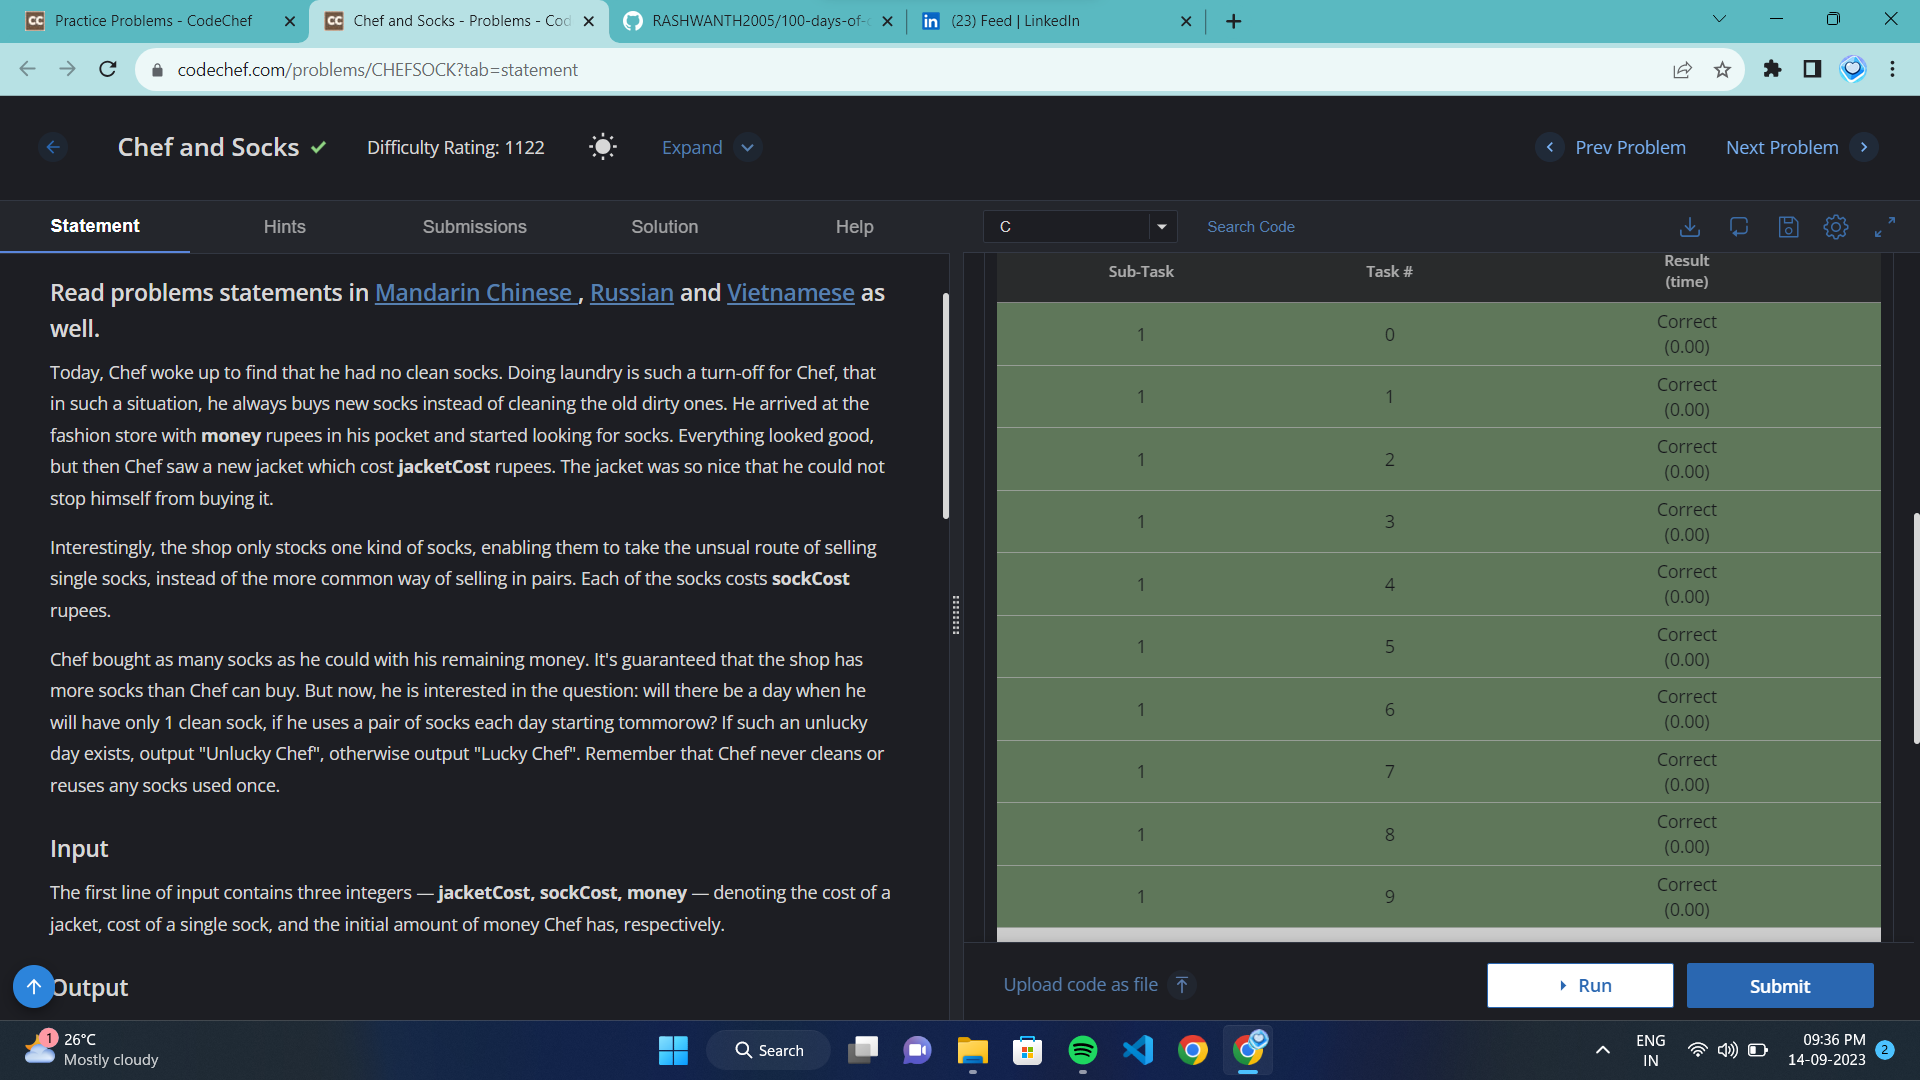 Practice Problems - CodeChef
Chef and Socks - Problems - Cod
RASHWANTH2005/100-days-of-c
(23) Feed | LinkedIn
codechef.com/problems/CHEFSOCK?tab=statement
Chef and Socks
Difficulty Rating: 1122
Expand
Prev Problem
Next Problem
Statement
Hints
Submissions
Solution
Help
C
Search Code
Read problems statements in Mandarin Chinese , Russian and Vietnamese as
well.
Today, Chef woke up to find that he had no clean socks. Doing laundry is such a turn-off for Chef, that
in such a situation, he always buys new socks instead of cleaning the old dirty ones. He arrived at the
fashion store with money rupees in his pocket and started looking for socks. Everything looked good,
but then Chef saw a new jacket which cost jacketCost rupees. The jacket was so nice that he could not
stop himself from buying it.
Interestingly, the shop only stocks one kind of socks, enabling them to take the unsual route of selling
single socks, instead of the more common way of selling in pairs. Each of the socks costs sockCost
rupees.
Chef bought as many socks as he could with his remaining money. It's guaranteed that the shop has
more socks than Chef can buy. But now, he is interested in the question: will there be a day when he
will have only 1 clean sock, if he uses a pair of socks each day starting tommorow? If such an unlucky
day exists, output "Unlucky Chef", otherwise output "Lucky Chef". Remember that Chef never cleans or
reuses any socks used once.
Input
The first line of input contains three integers — jacketCost, sockCost, money — denoting the cost of a
jacket, cost of a single sock, and the initial amount of money Chef has, respectively.
Output
Sub-Task Task # Result
(time)
1 0 Correct
(0.00)
1 1 Correct
(0.00)
1 2 Correct
(0.00)
1 3 Correct
(0.00)
1 4 Correct
(0.00)
1 5 Correct
(0.00)
1 6 Correct
(0.00)
1 7 Correct
(0.00)
1 8 Correct
(0.00)
1 9 Correct
(0.00)
Upload code as file
Run
Submit
1
26°C
Mostly cloudy
Search
ENG
IN
09:36 PM
14-09-2023
2